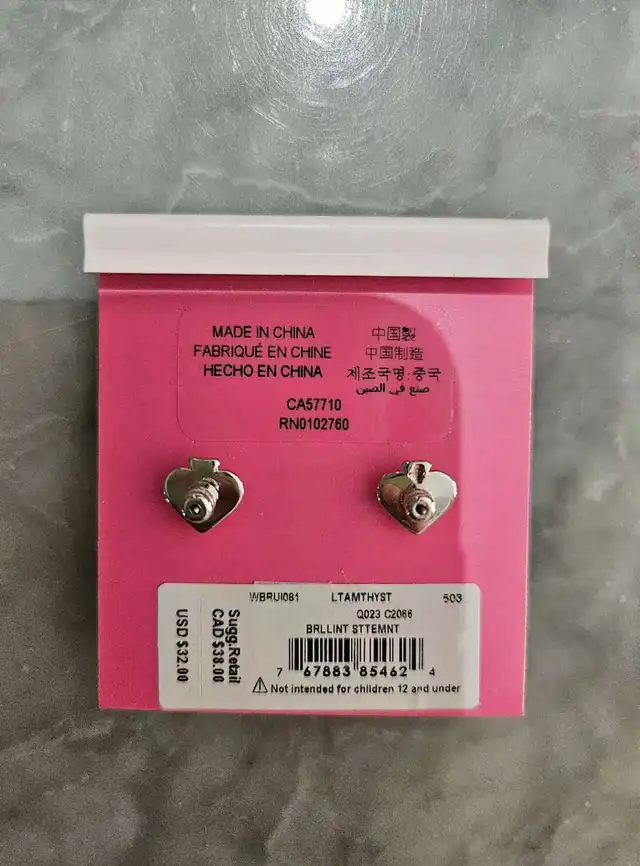 MADE IN CHINA
FABRIQUÉ EN CHINE
HECHO EN CHINA
中国製
中国制造
제조국명:중국
صنع في الصين
CA57710
RN0102760
WBRUI081 LTAMTHYST 503
Q023 C2066
BRLLINT STTEMNT
7 67883 85462 4
⚠ Not intended for children 12 and under
Sugg.Retail
CAD $38.00
USD $32.00